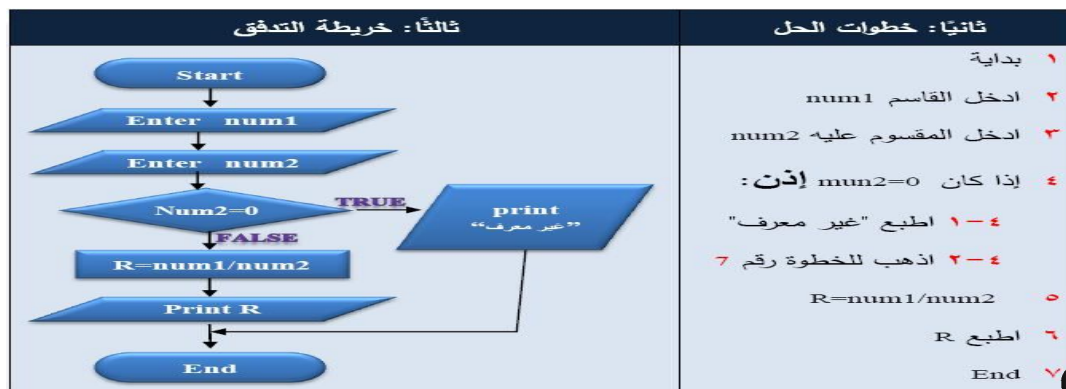 ثانيًا: خطوات الحل
١ بداية
٢ ادخل القاسم num1
٣ ادخل المقسوم عليه num2
٤ إذا كان mun2=0 إذن:
٤-١ اطبع "غير معرف"
٤-٢ اذهب للخطوة رقم 7
٥ R=num1/num2
٦ اطبع R
٧ End
ثالثًا: خريطة التدفق
Start
Enter num1
Enter num2
Num2=0
TRUE
print
“غير معرف”
FALSE
R=num1/num2
Print R
End